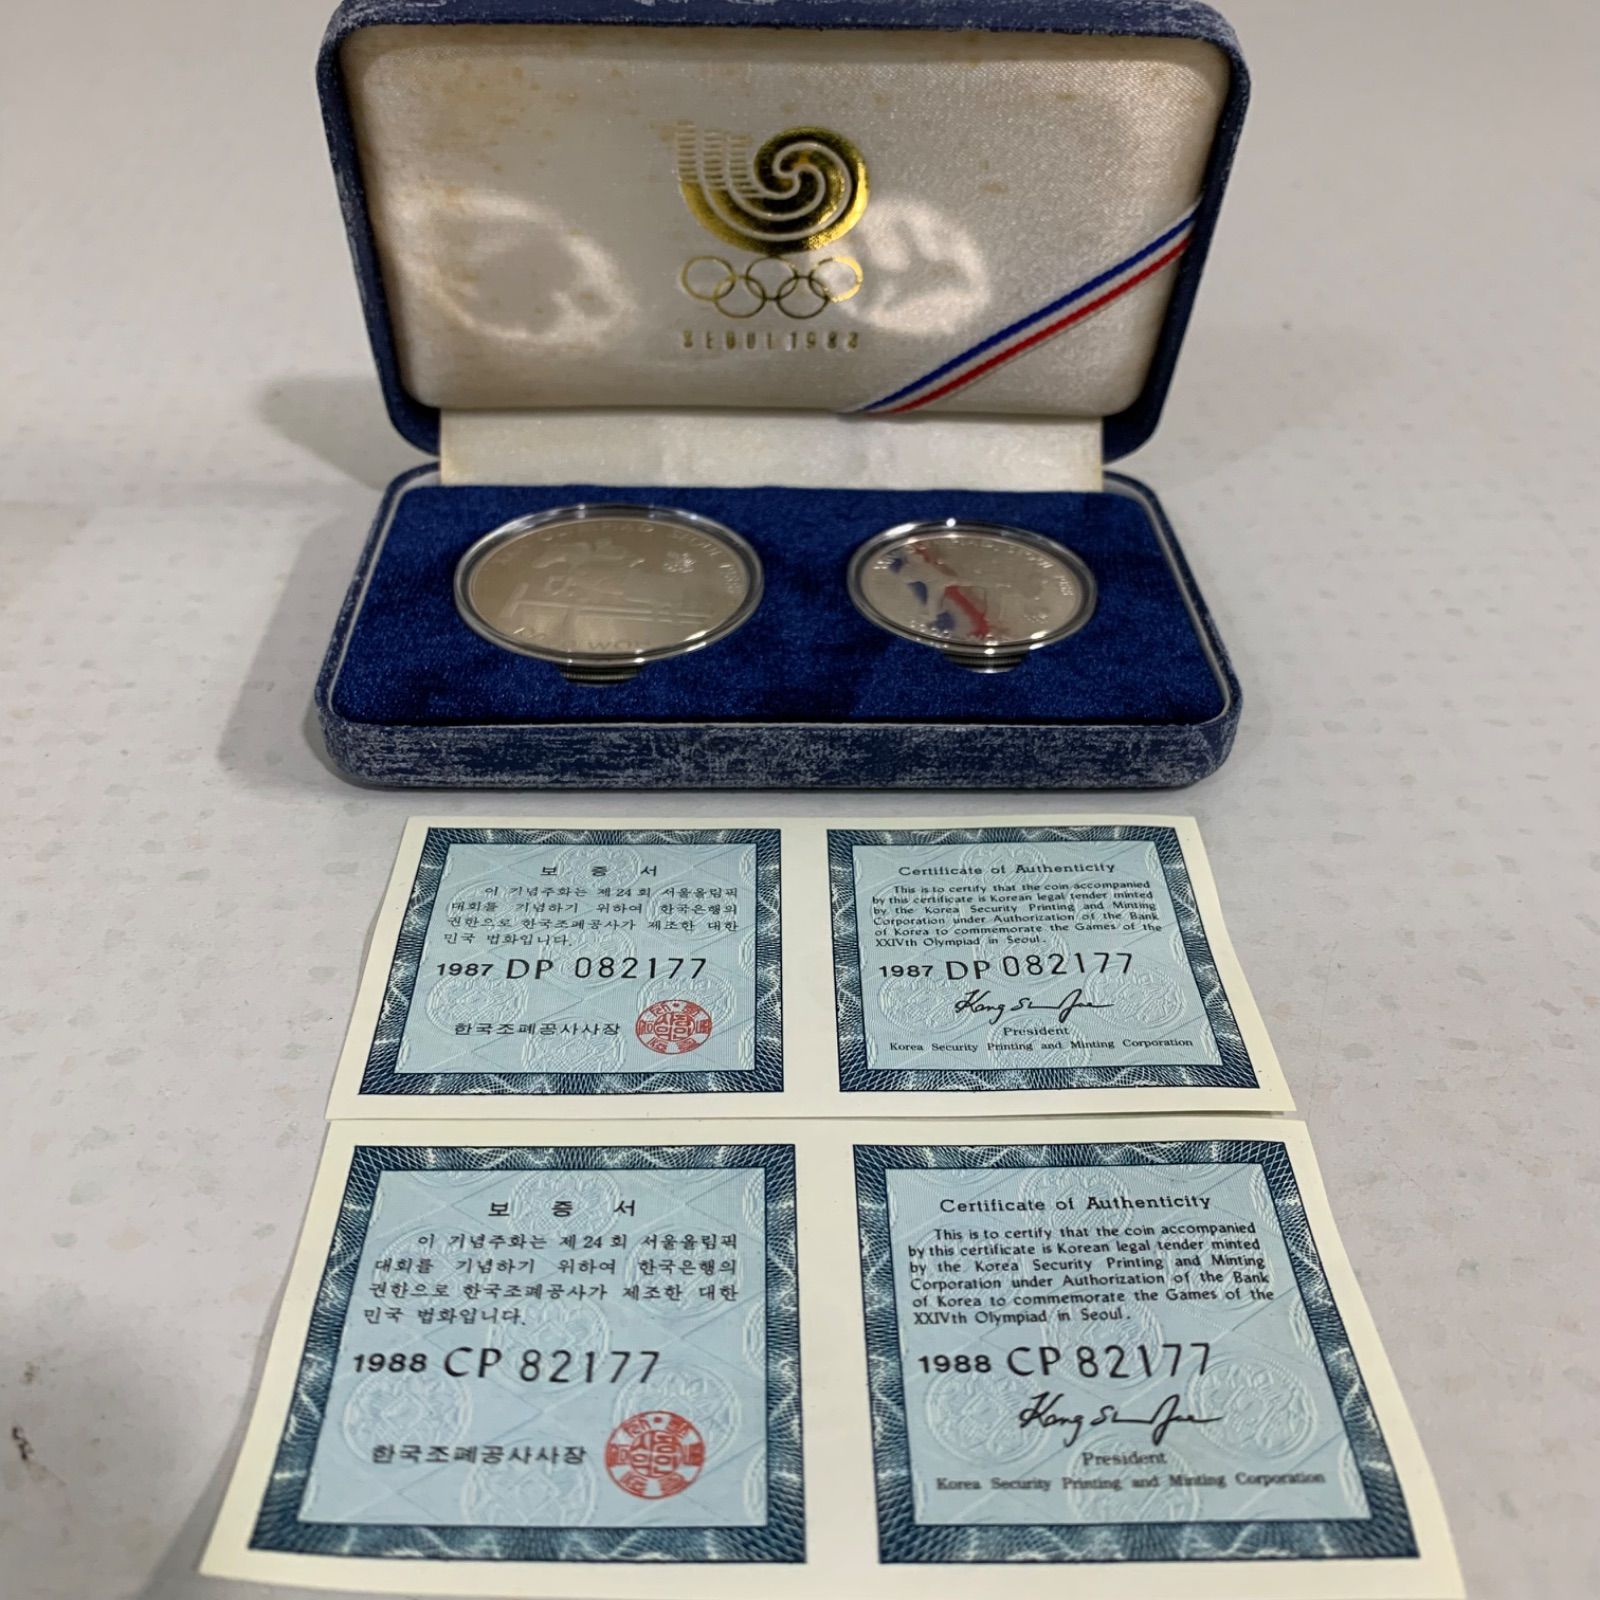 SEOUL 1988
보 증 서
이 기념주화는 제24회 서울올림픽
대회를 기념하기 위하여 한국은행의
권한으로 한국조폐공사가 제조한 대한
민국 법화입니다.
1987 DP 082177
한국조폐공사사장
Certificate of Authenticity
This is to certify that the coin accompanied
by this certificate is Korean legal tender minted
by the Korea Security Printing and Minting
Corporation under Authorization of the Bank
of Korea to commemorate the Games of the
XXIVth Olympiad in Seoul.
1987 DP 082177
President
Korea Security Printing and Minting Corporation
보 증 서
이 기념주화는 제24회 서울올림픽
대회를 기념하기 위하여 한국은행의
권한으로 한국조폐공사가 제조한 대한
민국 법화입니다.
1988 CP 82177
한국조폐공사사장
Certificate of Authenticity
This is to certify that the coin accompanied
by this certificate is Korean legal tender minted
by the Korea Security Printing and Minting
Corporation under Authorization of the Bank
of Korea to commemorate the Games of the
XXIVth Olympiad in Seoul.
1988 CP 82177
President
Korea Security Printing and Minting Corporation